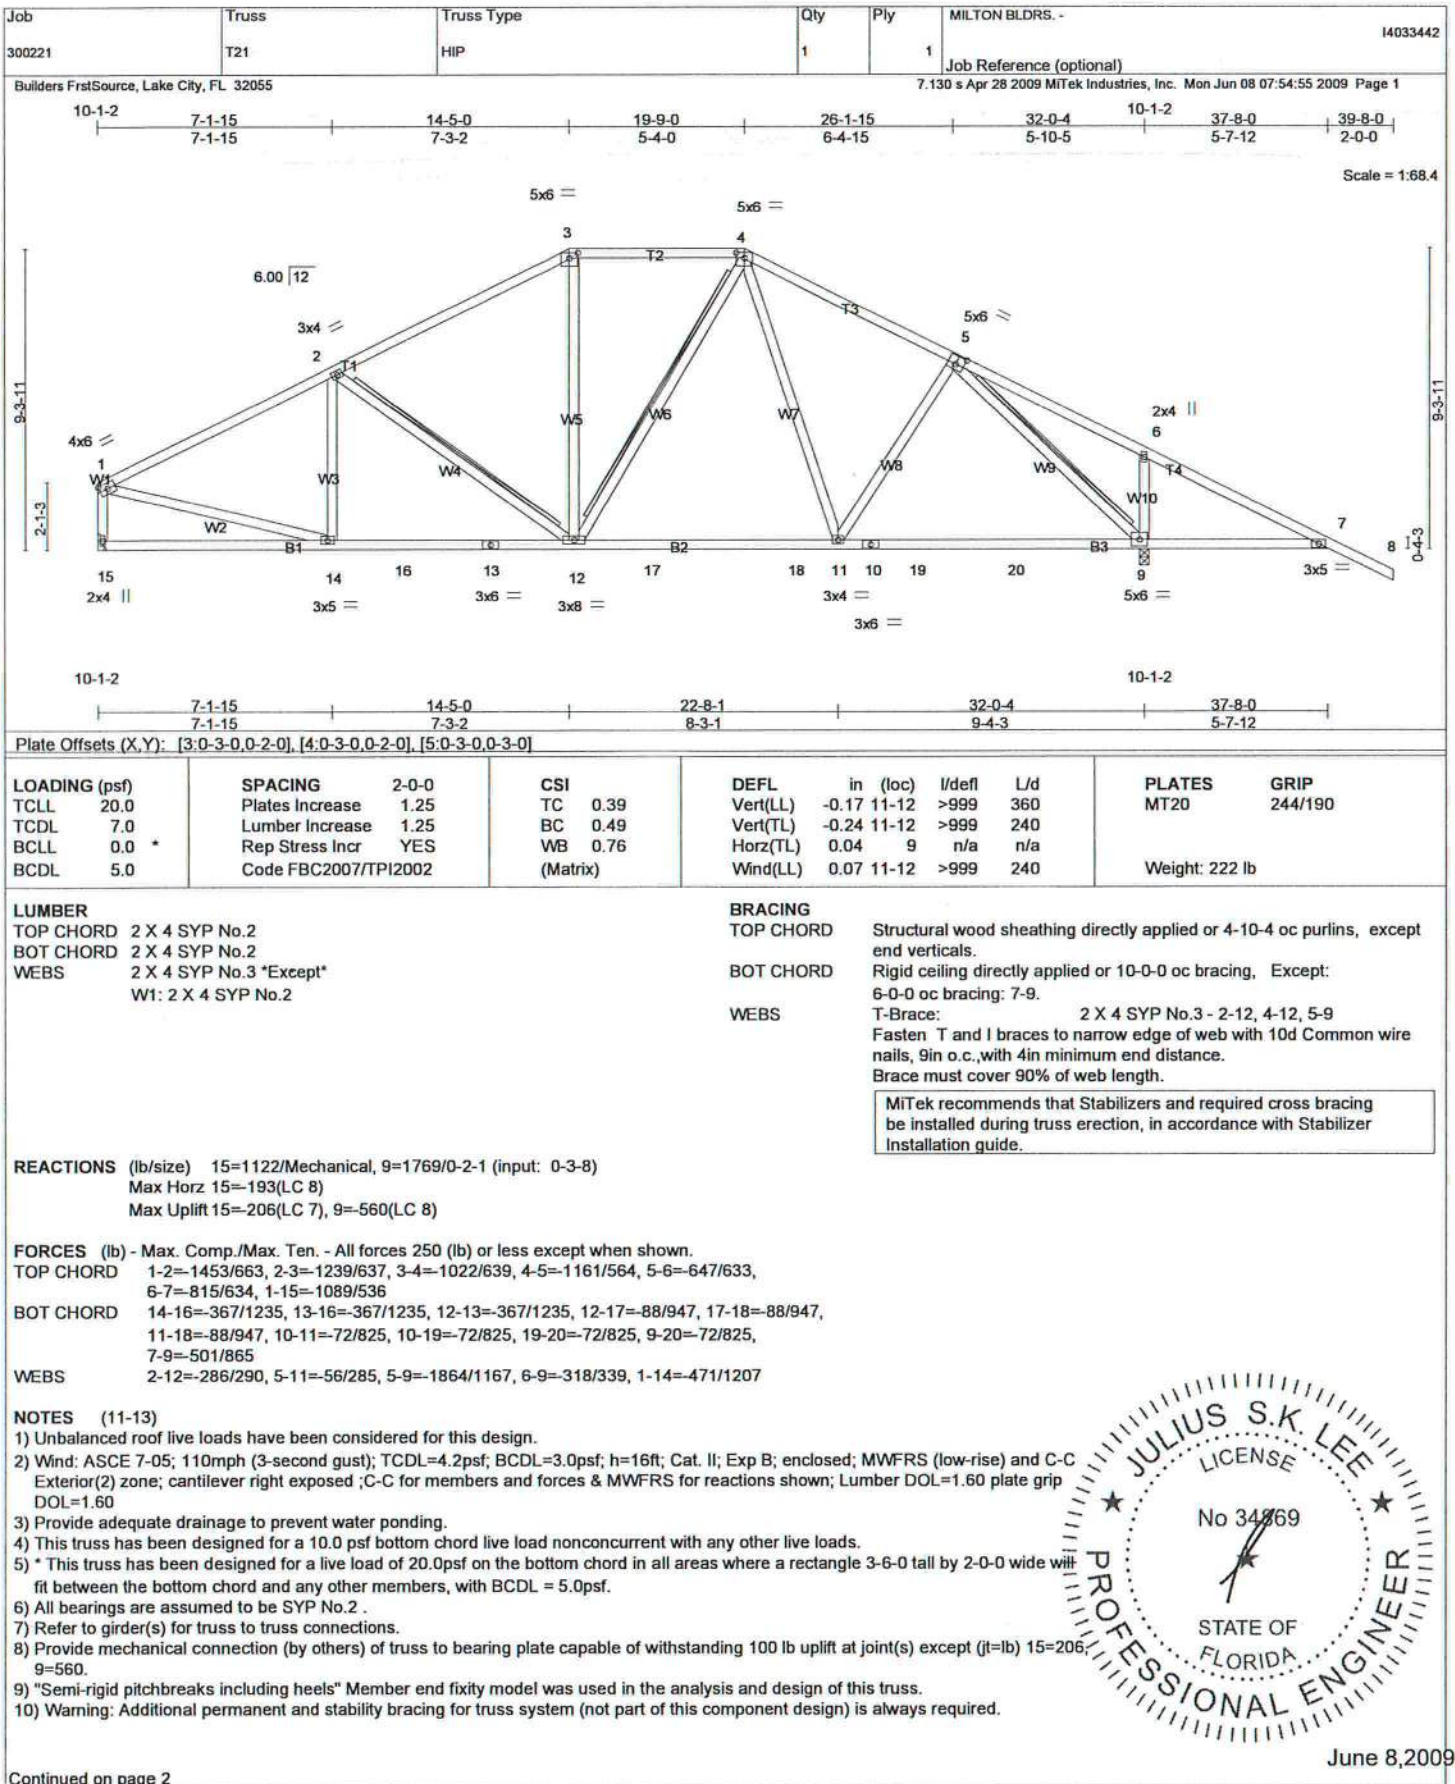 Job Truss Truss Type Qty Ply MILTON BLDRS. -
I4033442
300221 T21 HIP 1 1
Job Reference (optional)
Builders FrstSource, Lake City, FL 32055 7.130 s Apr 28 2009 MiTek Industries, Inc. Mon Jun 08 07:54:55 2009 Page 1
10-1-2 7-1-15 14-5-0 19-9-0 26-1-15 32-0-4 10-1-2 37-8-0 39-8-0
7-1-15 7-3-2 5-4-0 6-4-15 5-10-5 5-7-12 2-0-0
Scale = 1:68.4
5x6 =
5x6 =
3
4
T2
6.00 12
T3
5x6
3x4
5
2
T1
9-3-11
9-3-11
2x4 ||
W5
W6
W7
6
4x6
1
W1
W3
W4
W8
W9
T4
W10
2-1-3
W2
7
B1
B2
B3
8
0-4-3
15 14 16 13 12 17 18 11 10 19 20 9
3x5 =
2x4 ||
3x5 =
3x6 =
3x8 =
3x4 =
5x6 =
3x6 =
10-1-2 10-1-2
7-1-15 14-5-0 22-8-1 32-0-4 37-8-0
7-1-15 7-3-2 8-3-1 9-4-3 5-7-12
Plate Offsets (X,Y): [3:0-3-0,0-2-0], [4:0-3-0,0-2-0], [5:0-3-0,0-3-0]
LOADING (psf) SPACING 2-0-0 CSI DEFL in (loc) l/defl L/d PLATES GRIP
TCLL 20.0 Plates Increase 1.25 TC 0.39 Vert(LL) -0.17 11-12 >999 360 MT20 244/190
TCDL 7.0 Lumber Increase 1.25 BC 0.49 Vert(TL) -0.24 11-12 >999 240
BCLL 0.0 * Rep Stress Incr YES WB 0.76 Horz(TL) 0.04 9 n/a n/a
BCDL 5.0 Code FBC2007/TPI2002 (Matrix) Wind(LL) 0.07 11-12 >999 240 Weight: 222 lb
LUMBER
TOP CHORD 2 X 4 SYP No.2
BOT CHORD 2 X 4 SYP No.2
WEBS 2 X 4 SYP No.3 *Except*
W1: 2 X 4 SYP No.2
BRACING
TOP CHORD Structural wood sheathing directly applied or 4-10-4 oc purlins, except
end verticals.
BOT CHORD Rigid ceiling directly applied or 10-0-0 oc bracing, Except:
6-0-0 oc bracing: 7-9.
WEBS T-Brace: 2 X 4 SYP No.3 - 2-12, 4-12, 5-9
Fasten T and I braces to narrow edge of web with 10d Common wire
nails, 9in o.c.,with 4in minimum end distance.
Brace must cover 90% of web length.
MiTek recommends that Stabilizers and required cross bracing
be installed during truss erection, in accordance with Stabilizer
Installation guide.
REACTIONS (lb/size) 15=1122/Mechanical, 9=1769/0-2-1 (input: 0-3-8)
Max Horz 15=-193(LC 8)
Max Uplift 15=-206(LC 7), 9=-560(LC 8)
FORCES (lb) - Max. Comp./Max. Ten. - All forces 250 (lb) or less except when shown.
TOP CHORD 1-2=-1453/663, 2-3=-1239/637, 3-4=-1022/639, 4-5=-1161/564, 5-6=-647/633,
6-7=-815/634, 1-15=-1089/536
BOT CHORD 14-16=-367/1235, 13-16=-367/1235, 12-13=-367/1235, 12-17=-88/947, 17-18=-88/947,
11-18=-88/947, 10-11=-72/825, 10-19=-72/825, 19-20=-72/825, 9-20=-72/825,
7-9=-501/865
WEBS 2-12=-286/290, 5-11=-56/285, 5-9=-1864/1167, 6-9=-318/339, 1-14=-471/1207
NOTES (11-13)
1) Unbalanced roof live loads have been considered for this design.
2) Wind: ASCE 7-05; 110mph (3-second gust); TCDL=4.2psf; BCDL=3.0psf; h=16ft; Cat. II; Exp B; enclosed; MWFRS (low-rise) and C-C
Exterior(2) zone; cantilever right exposed ;C-C for members and forces & MWFRS for reactions shown; Lumber DOL=1.60 plate grip
DOL=1.60
3) Provide adequate drainage to prevent water ponding.
4) This truss has been designed for a 10.0 psf bottom chord live load nonconcurrent with any other live loads.
5) * This truss has been designed for a live load of 20.0psf on the bottom chord in all areas where a rectangle 3-6-0 tall by 2-0-0 wide will
fit between the bottom chord and any other members, with BCDL = 5.0psf.
6) All bearings are assumed to be SYP No.2 .
7) Refer to girder(s) for truss to truss connections.
8) Provide mechanical connection (by others) of truss to bearing plate capable of withstanding 100 lb uplift at joint(s) except (jt=lb) 15=206,
9=560.
9) "Semi-rigid pitchbreaks including heels" Member end fixity model was used in the analysis and design of this truss.
10) Warning: Additional permanent and stability bracing for truss system (not part of this component design) is always required.
JULIUS S.K. LEE
LICENSE
No 34869
STATE OF
FLORIDA
PROFESSIONAL ENGINEER
June 8,2009
Continued on page 2